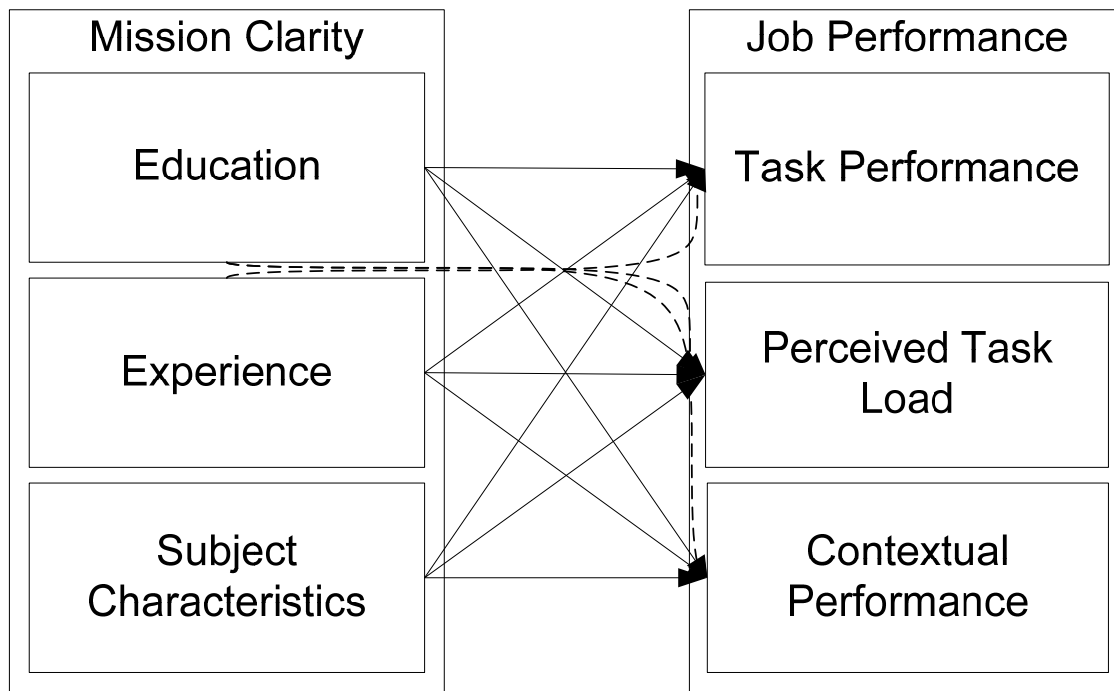 Mission Clarity
Education
Experience
Subject
Characteristics
Job Performance
Task Performance
Perceived Task
Load
Contextual
Performance